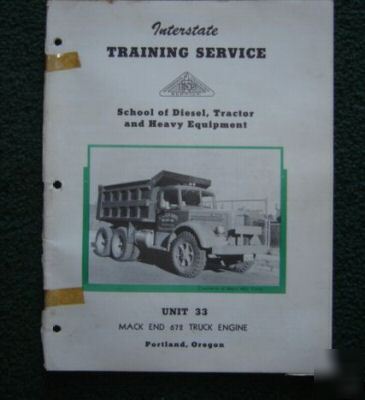 Interstate
TRAINING SERVICE
SERVICE
School of Diesel, Tractor
and Heavy Equipment
UNIT 33
MACK END 672 TRUCK ENGINE
Portland, Oregon